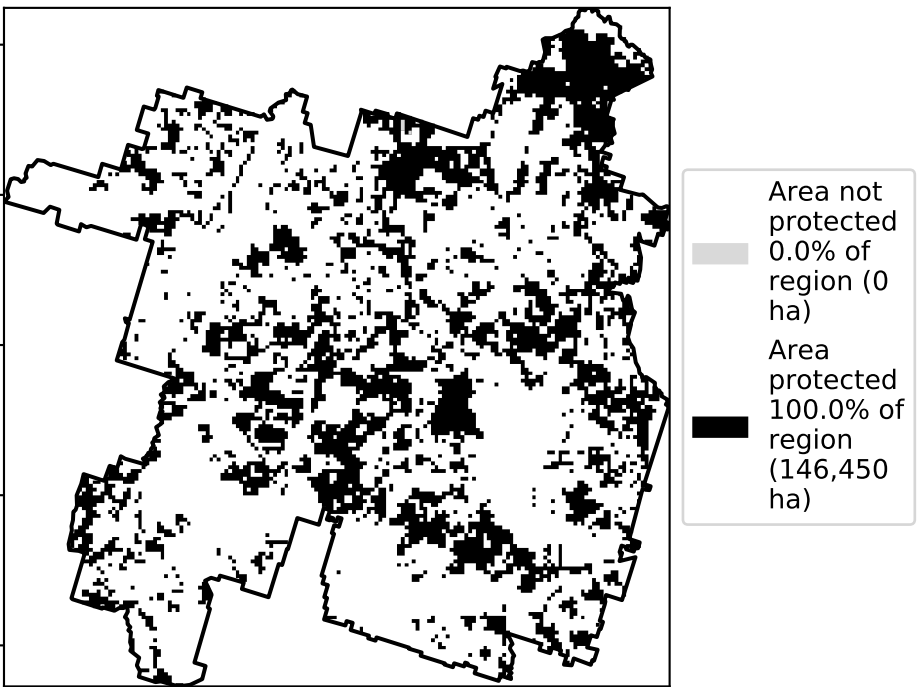 Area not
protected
0.0% of
region (0
ha)
Area
protected
100.0% of
region
(146,450
ha)